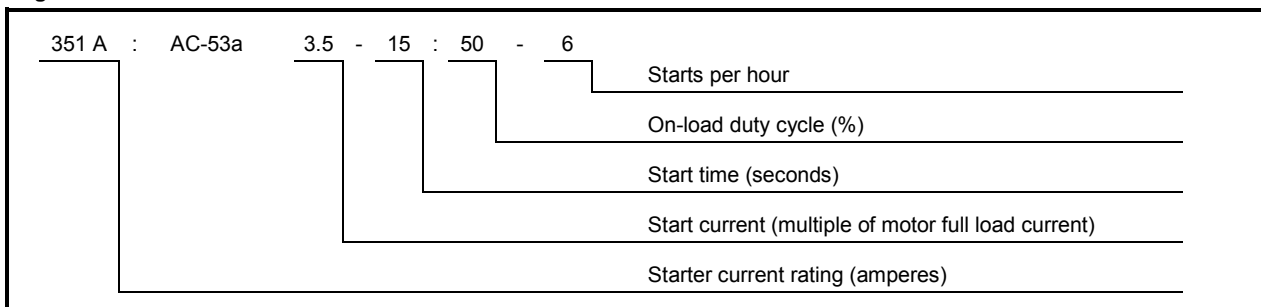 351 A : AC-53a 3.5 - 15 : 50 - 6
Starts per hour
On-load duty cycle (%)
Start time (seconds)
Start current (multiple of motor full load current)
Starter current rating (amperes)